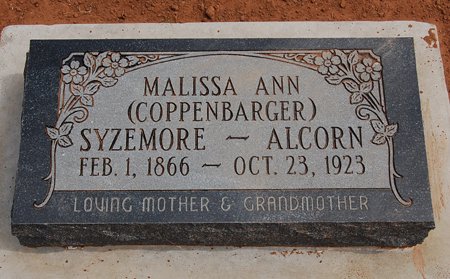 MALISSA ANN
(COPPENBARGER)
SYZEMORE ~ ALCORN
FEB. 1, 1866 ~ OCT. 23, 1923
LOVING MOTHER & GRANDMOTHER